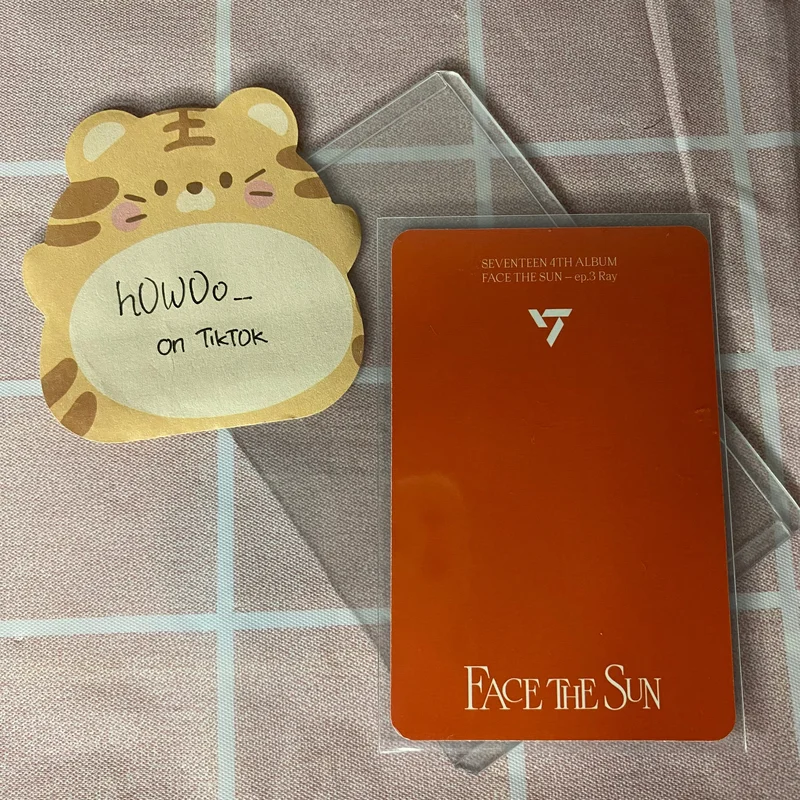 hOWOo_
on TikTOK
SEVENTEEN 4TH ALBUM
FACE THE SUN – ep.3 Ray
FACE THE SUN